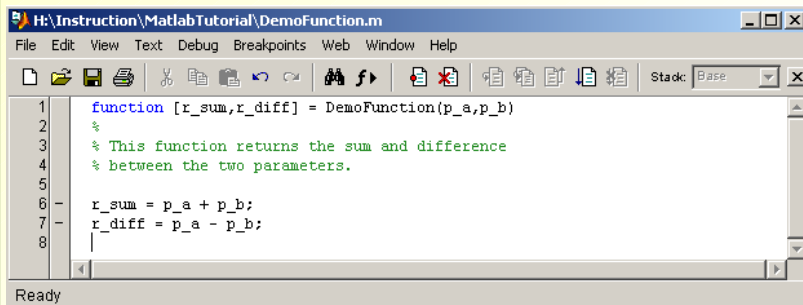 H:\Instruction\MatlabTutorial\DemoFunction.m
File Edit View Text Debug Breakpoints Web Window Help
Stack: Base
1 function [r_sum,r_diff] = DemoFunction(p_a,p_b)
2 %
3 % This function returns the sum and difference
4 % between the two parameters.
5
6 - r_sum = p_a + p_b;
7 - r_diff = p_a - p_b;
8
Ready